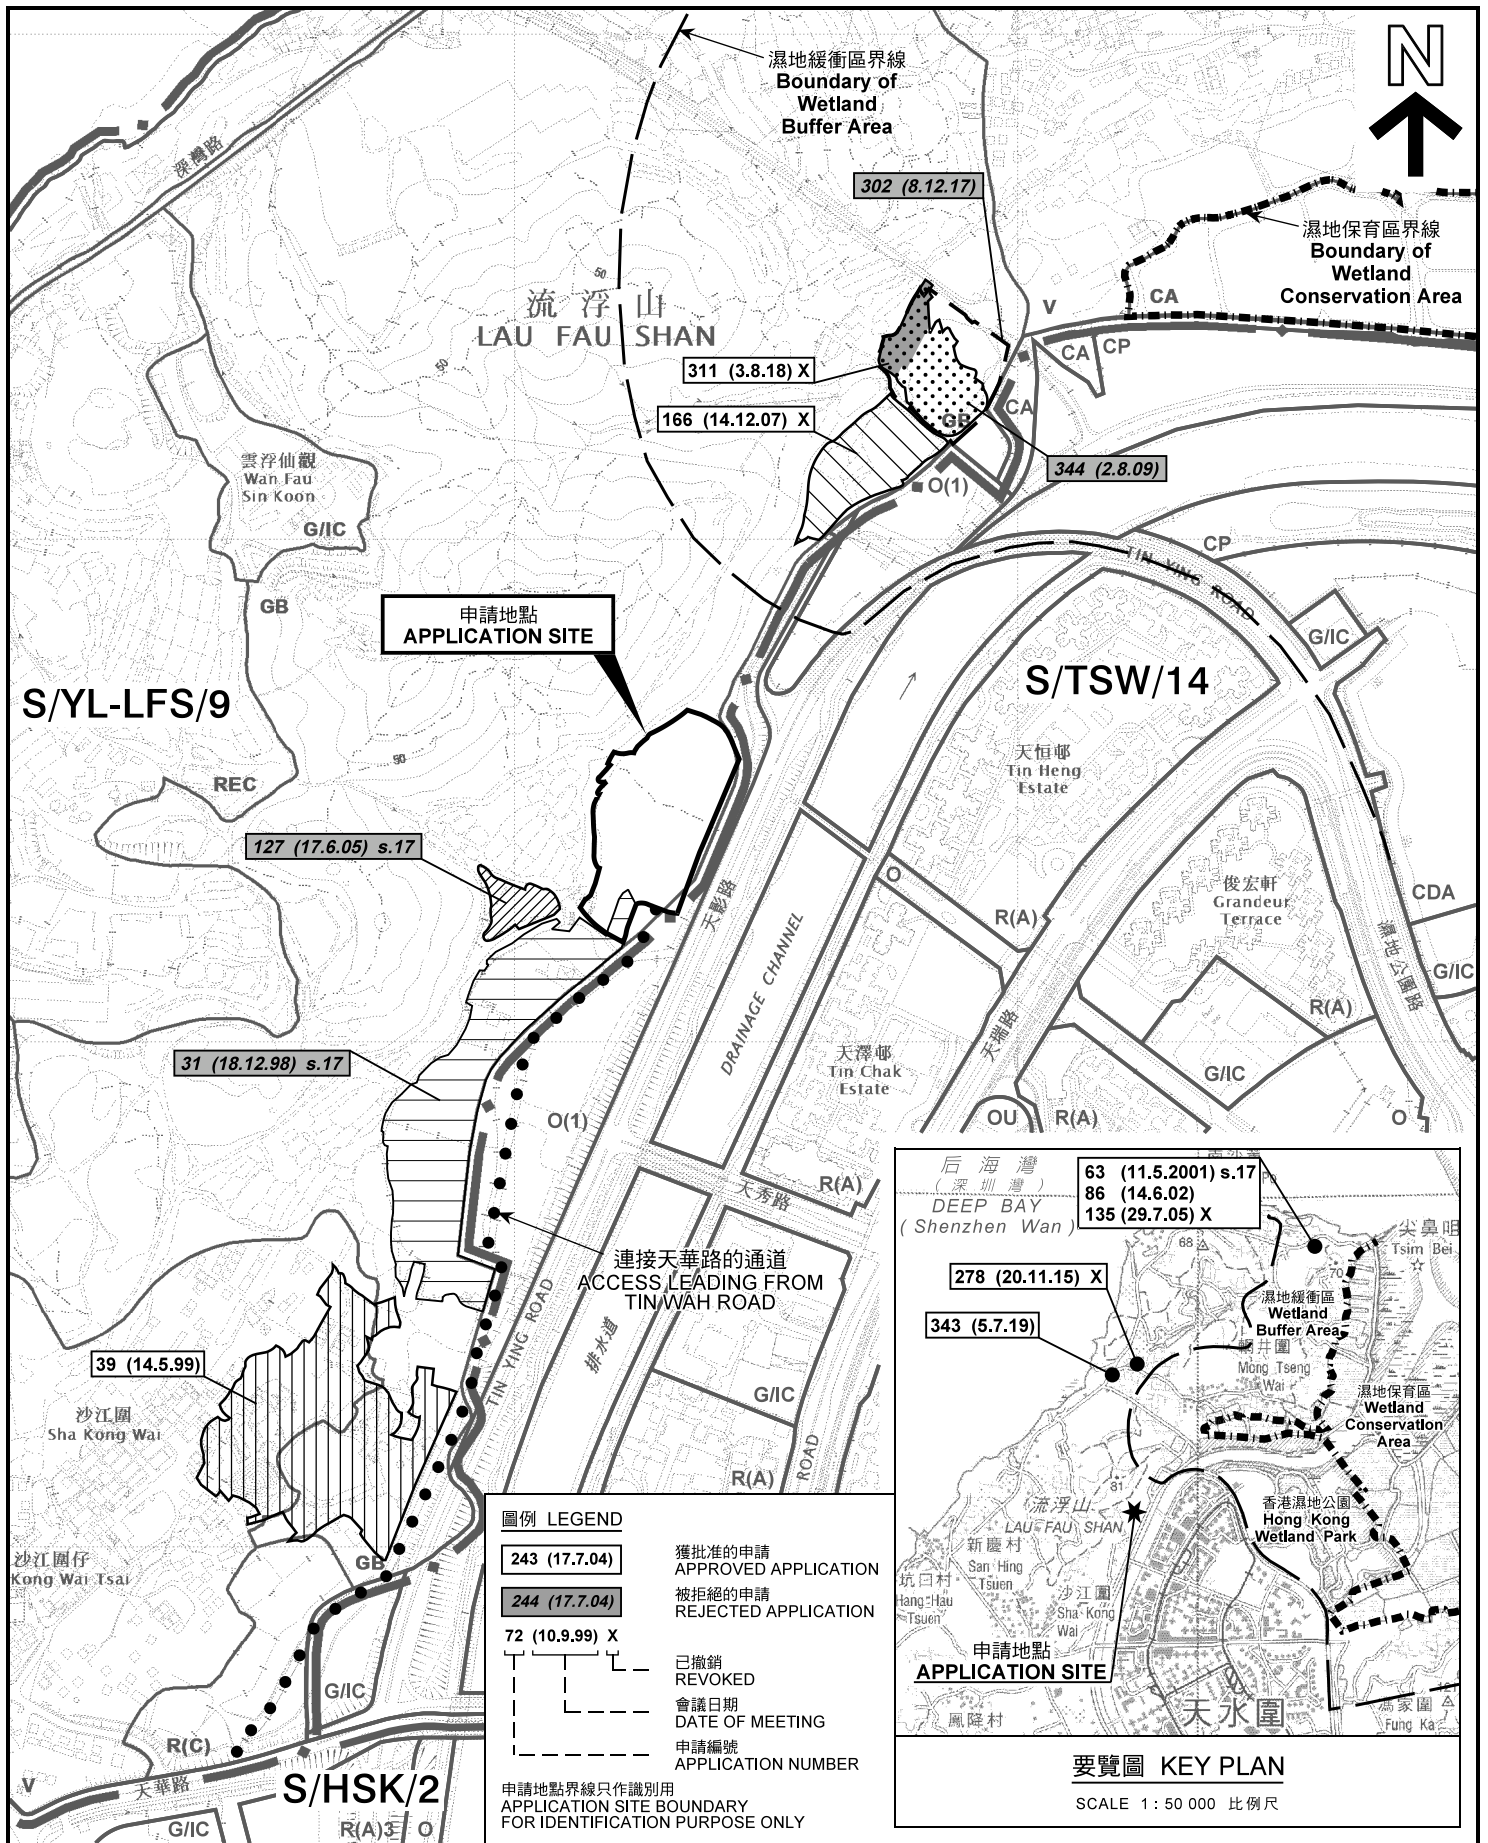 濕地緩衝區界線
Boundary of
Wetland
Buffer Area
N
深灣路
302 (8.12.17)
濕地保育區界線
Boundary of
Wetland
Conservation Area
CA
V
CA
CP
50
流浮山
LAU FAU SHAN
50
311 (3.8.18) X
166 (14.12.07) X
CA
GB
344 (2.8.09)
O(1)
雲浮仙觀
Wan Fau
Sin Koon
G/IC
GB
CP
TIN YING ROAD
G/IC
申請地點
APPLICATION SITE
S/YL-LFS/9
S/TSW/14
REC
50
天恒邨
Tin Heng
Estate
127 (17.6.05) s.17
O
俊宏軒
Grandeur
Terrace
CDA
R(A)
天影路
DRAINAGE CHANNEL
濕地公園路
G/IC
R(A)
31 (18.12.98) s.17
天瑞路
天澤邨
Tin Chak
Estate
G/IC
O(1)
OU
R(A)
O
天秀路
R(A)
連接天華路的通道
ACCESS LEADING FROM
TIN WAH ROAD
TIN YING ROAD
排水道
39 (14.5.99)
沙江圍
Sha Kong Wai
G/IC
R(A)
ROAD
沙江圍仔
Kong Wai Tsai
GB
G/IC
R(C)
V
天華路
S/HSK/2
G/IC
R(A)3
O
圖例 LEGEND
243 (17.7.04)
獲批准的申請
APPROVED APPLICATION
244 (17.7.04)
被拒絕的申請
REJECTED APPLICATION
72 (10.9.99) X
已撤銷
REVOKED
會議日期
DATE OF MEETING
申請編號
APPLICATION NUMBER
申請地點界線只作識別用
APPLICATION SITE BOUNDARY
FOR IDENTIFICATION PURPOSE ONLY
后海灣
(深圳灣)
DEEP BAY
(Shenzhen Wan)
63 (11.5.2001) s.17
86 (14.6.02)
135 (29.7.05) X
尖鼻咀
Tsim Bei
68
70
278 (20.11.15) X
343 (5.7.19)
濕地緩衝區
Wetland
Buffer Area
輞井圍
Mong Tseng
Wai
濕地保育區
Wetland
Conservation
Area
81
流浮山
LAU FAU SHAN
香港濕地公園
Hong Kong
Wetland Park
新慶村
San Hing
Tsuen
坑口村
Hang Hau
Tsuen
沙江圍
Sha Kong
Wai
申請地點
APPLICATION SITE
天水圍
鳳降村
馮家圍
Fung Ka
要覽圖 KEY PLAN
SCALE 1 : 50 000 比例尺